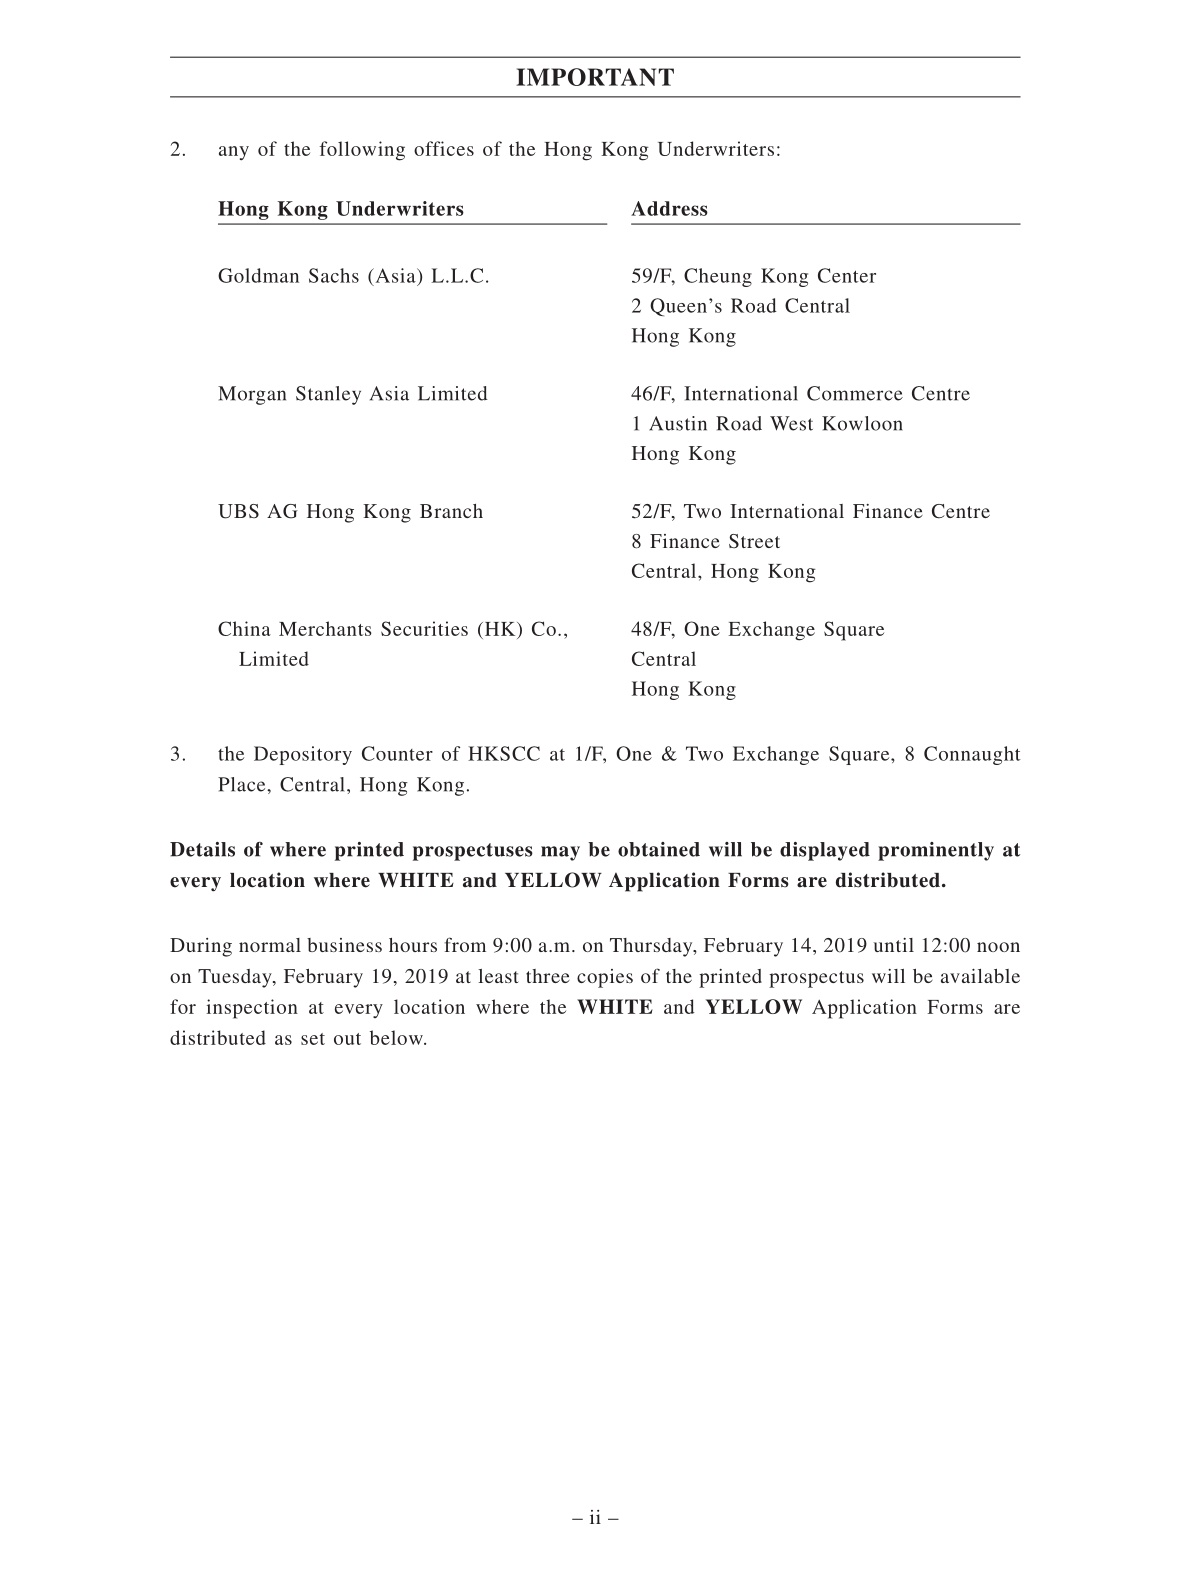 IMPORTANT
2. any of the following offices of the Hong Kong Underwriters:
Hong Kong Underwriters Address
Goldman Sachs (Asia) L.L.C. 59/F, Cheung Kong Center
2 Queen’s Road Central
Hong Kong
Morgan Stanley Asia Limited 46/F, International Commerce Centre
1 Austin Road West Kowloon
Hong Kong
UBS AG Hong Kong Branch 52/F, Two International Finance Centre
8 Finance Street
Central, Hong Kong
China Merchants Securities (HK) Co., 48/F, One Exchange Square
Limited Central
Hong Kong
3. the Depository Counter of HKSCC at 1/F, One & Two Exchange Square, 8 Connaught
Place, Central, Hong Kong.
Details of where printed prospectuses may be obtained will be displayed prominently at
every location where WHITE and YELLOW Application Forms are distributed.
During normal business hours from 9:00 a.m. on Thursday, February 14, 2019 until 12:00 noon
on Tuesday, February 19, 2019 at least three copies of the printed prospectus will be available
for inspection at every location where the WHITE and YELLOW Application Forms are
distributed as set out below.
– ii –